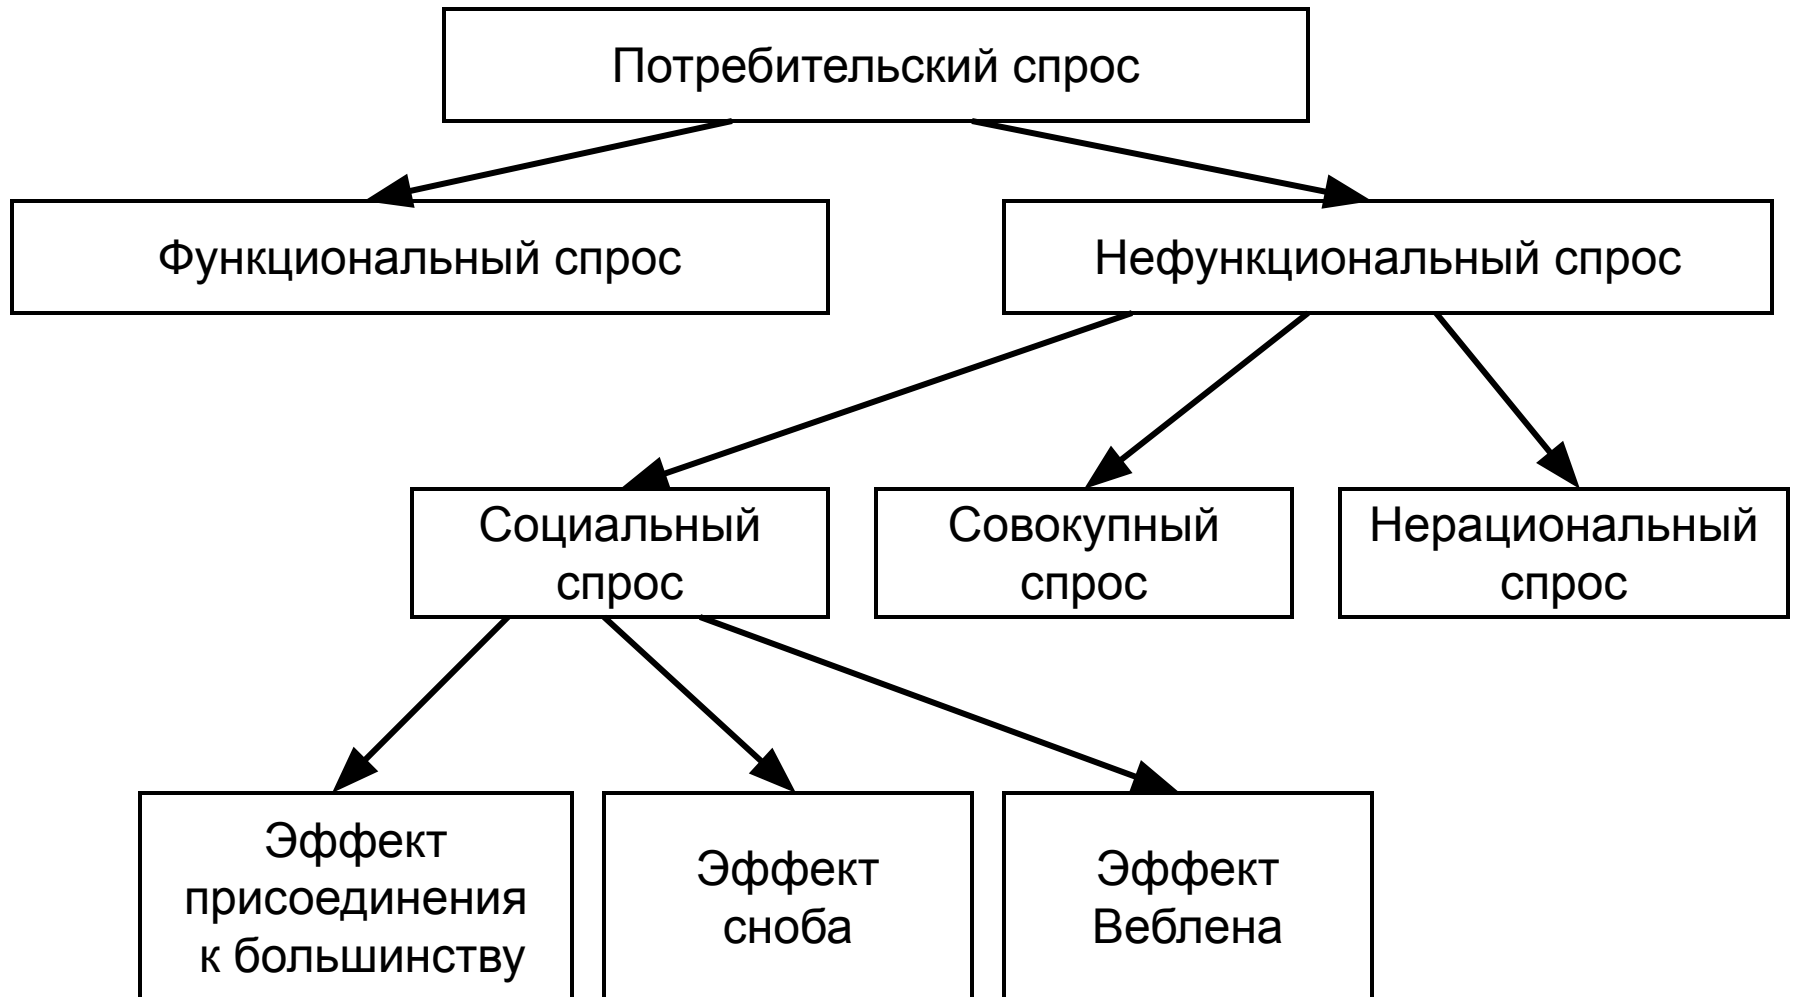 Потребительский спрос
Функциональный спрос
Нефункциональный спрос
Социальный
спрос
Совокупный
спрос
Нерациональный
спрос
Эффект
присоединения
к большинству
Эффект
сноба
Эффект
Веблена